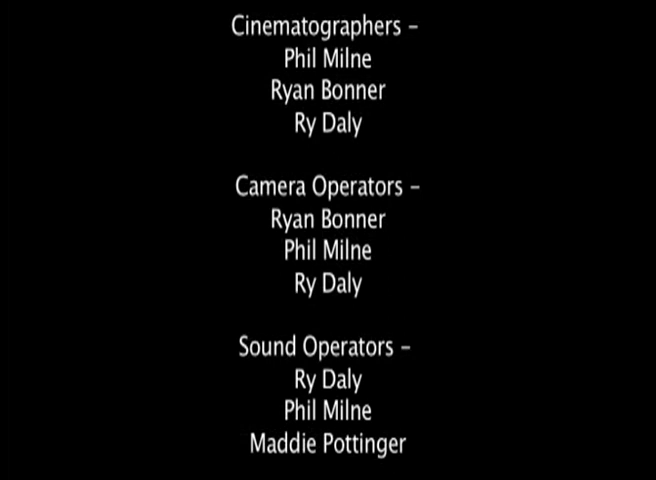 Cinematographers –
Phil Milne
Ryan Bonner
Ry Daly
Camera Operators –
Ryan Bonner
Phil Milne
Ry Daly
Sound Operators –
Ry Daly
Phil Milne
Maddie Pottinger